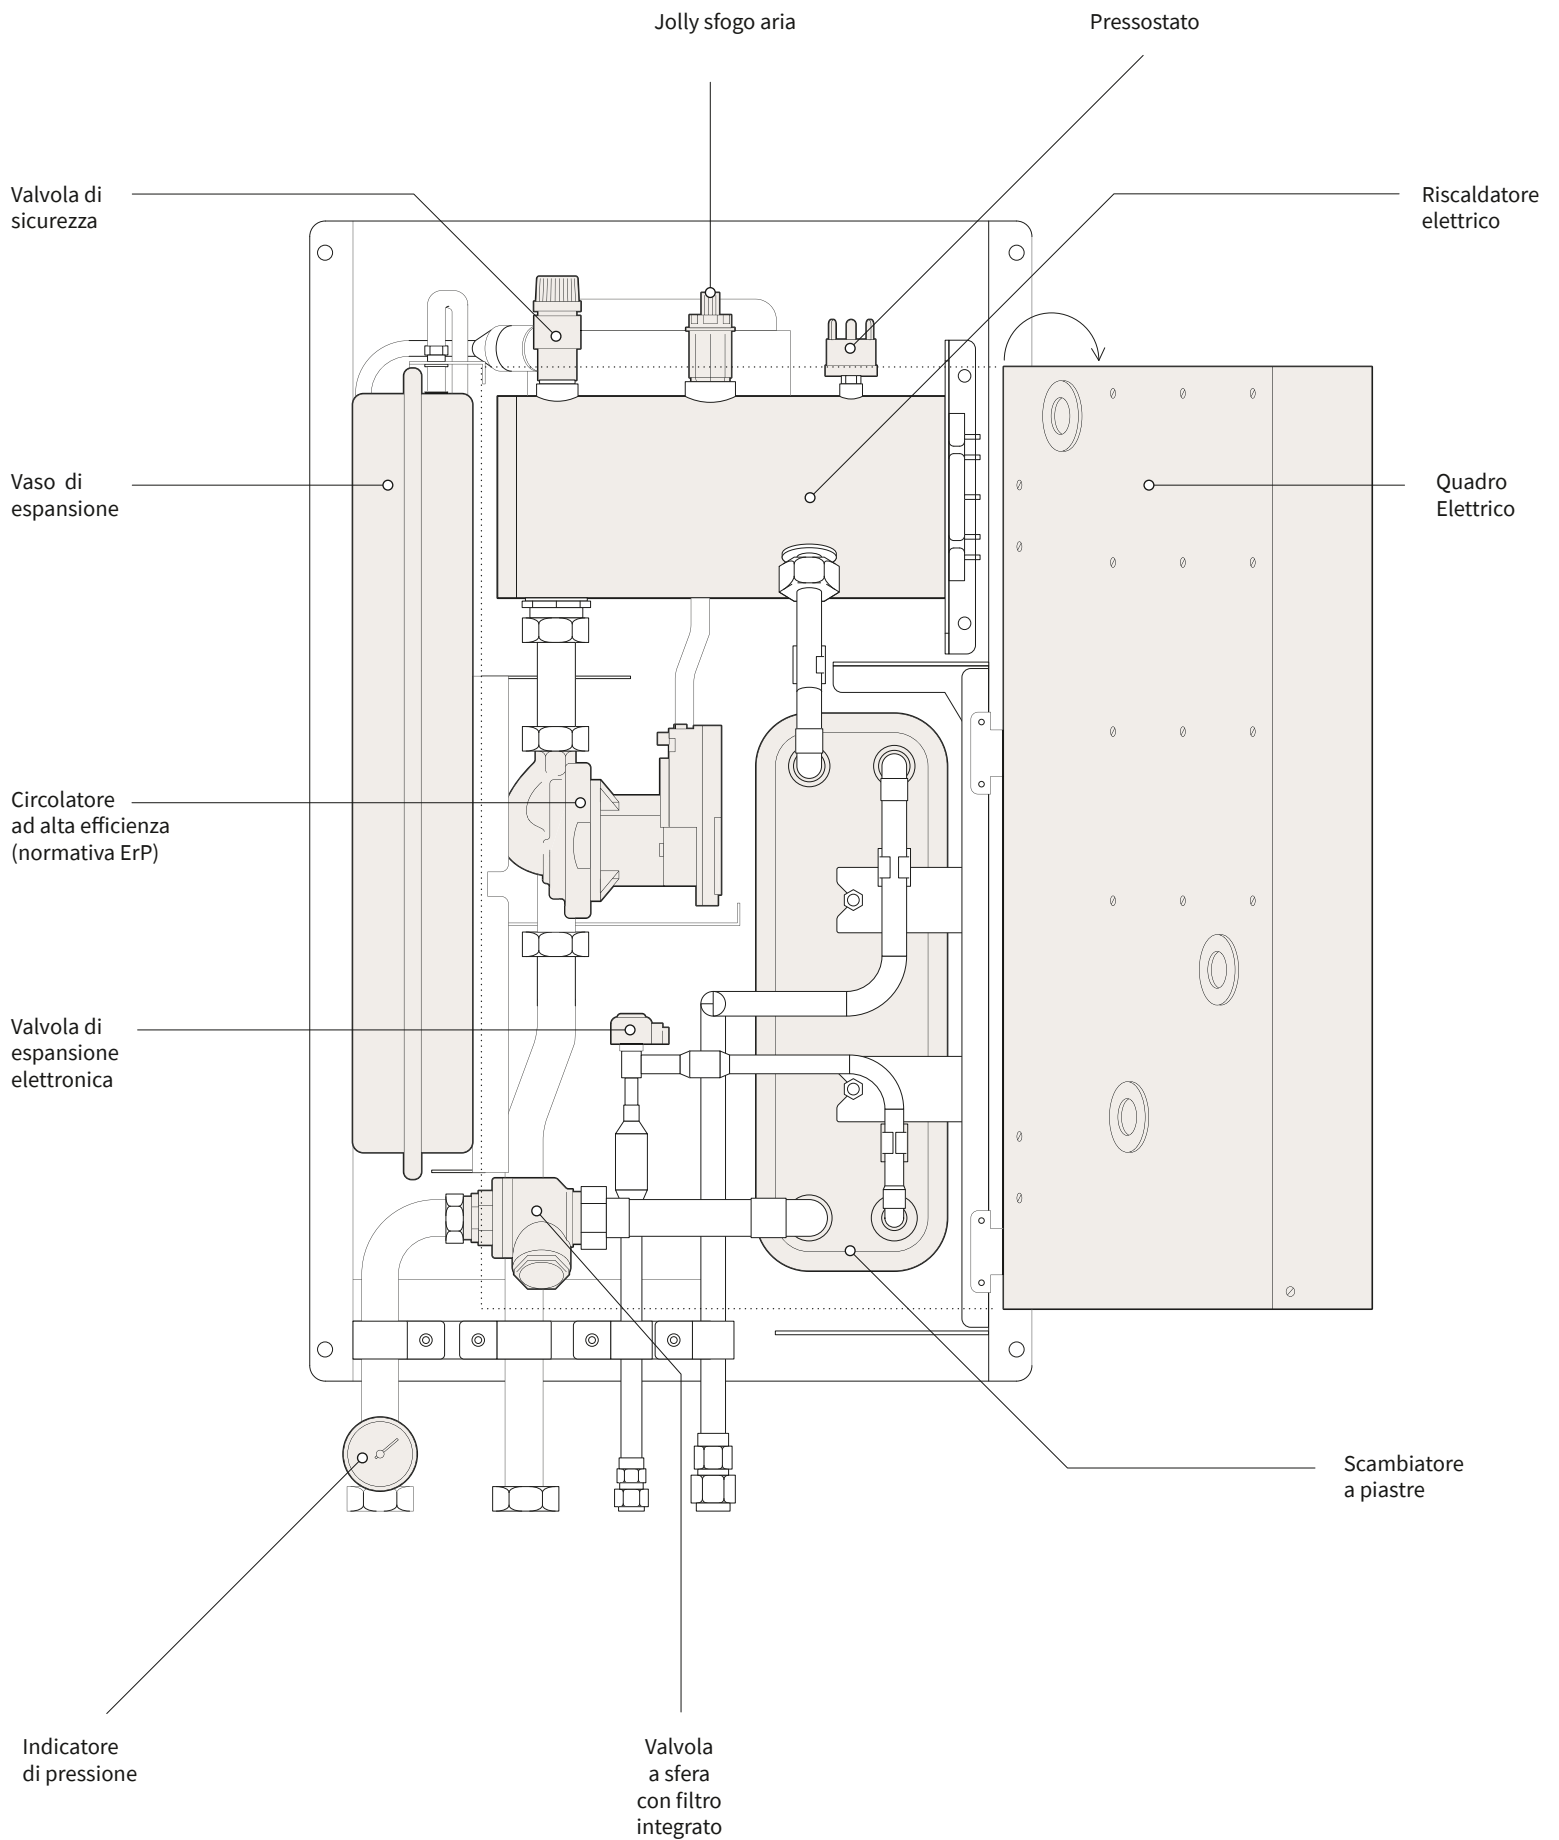 Jolly sfogo aria
Pressostato
Valvola di
sicurezza
Riscaldatore
elettrico
Vaso di
espansione
Quadro
Elettrico
Circolatore
ad alta efficienza
(normativa ErP)
Valvola di
espansione
elettronica
Scambiatore
a piastre
Indicatore
di pressione
Valvola
a sfera
con filtro
integrato